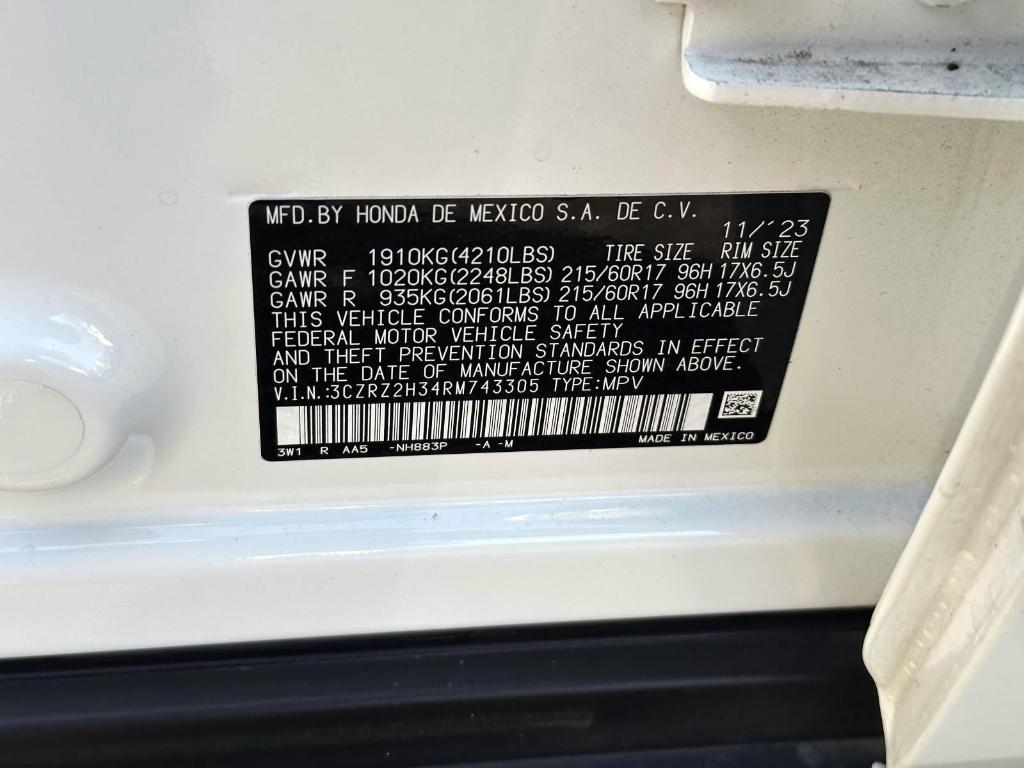 MFD.BY HONDA DE MEXICO S.A. DE C.V.
11/'23
GVWR 1910KG(4210LBS) TIRE SIZE RIM SIZE
GAWR F 1020KG(2248LBS) 215/60R17 96H 17X6.5J
GAWR R 935KG(2061LBS) 215/60R17 96H 17X6.5J
THIS VEHICLE CONFORMS TO ALL APPLICABLE
FEDERAL MOTOR VEHICLE SAFETY
AND THEFT PREVENTION STANDARDS IN EFFECT
ON THE DATE OF MANUFACTURE SHOWN ABOVE.
V.I.N.:3CZRZ2H34RM743305 TYPE:MPV
3W1 R AA5 -NH883P -A -M MADE IN MEXICO